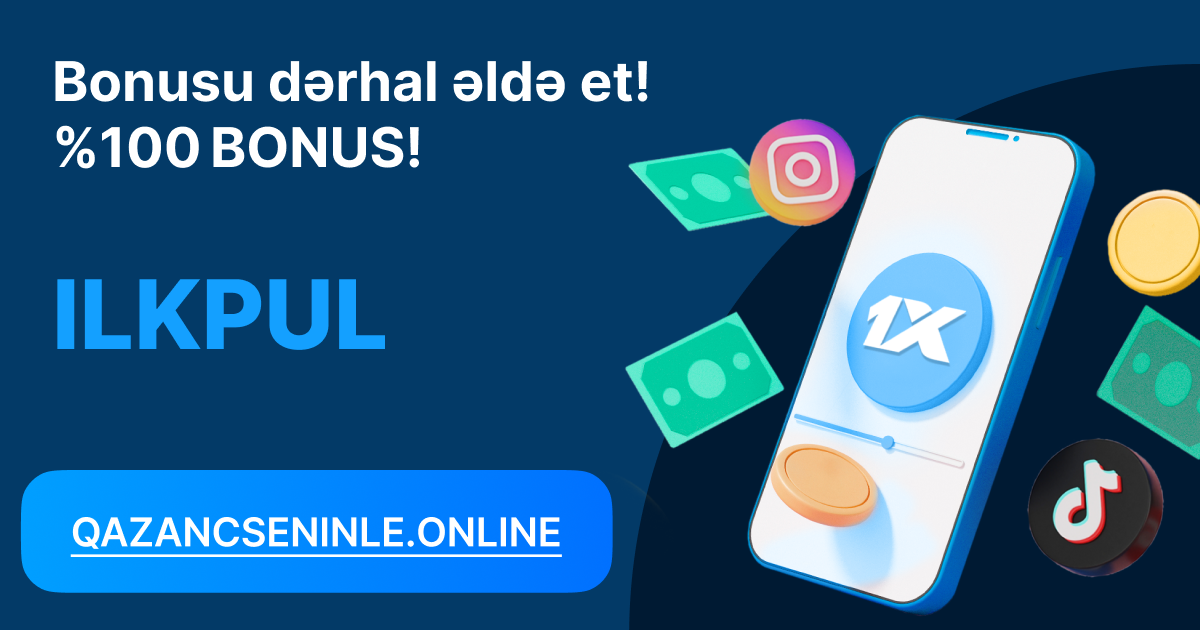 Bonusu dərhal əldə et!
%100 BONUS!
ILKPUL
1X
QAZANCSENINLE.ONLINE